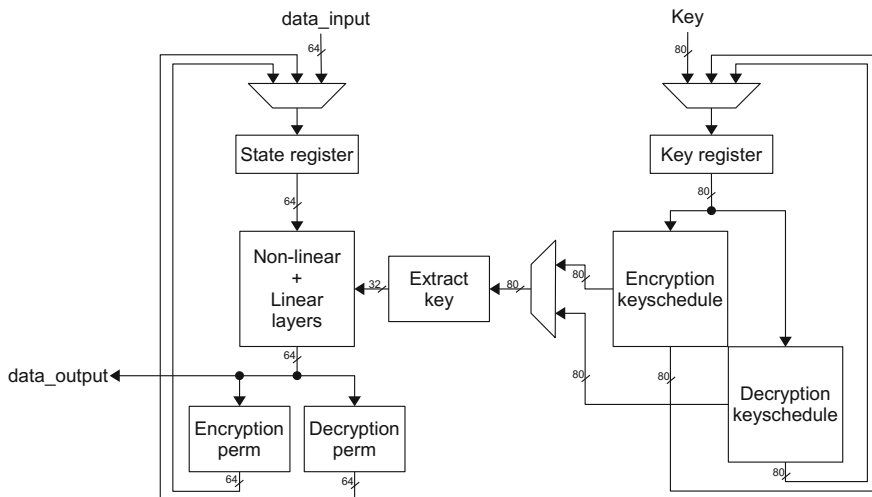 data_input
Key
64
80
State register
Key register
64
80
Non-linear
+
Linear
layers
32
Extract
key
80
80
Encryption
keyschedule
64
data_output
80
80
Decryption
keyschedule
Encryption
perm
Decryption
perm
64
64
80